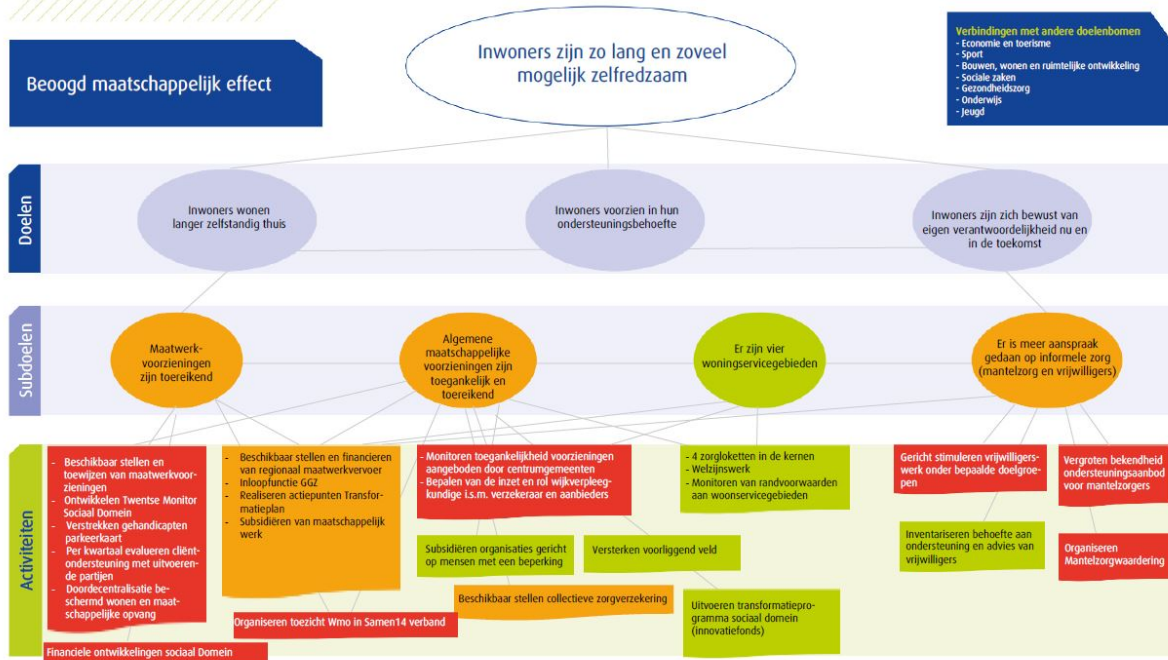 Beoogd maatschappelijk effect
Inwoners zijn zo lang en zoveel
mogelijk zelfredzaam
Verbindingen met andere doelenbomen
- Economie en toerisme
- Sport
- Bouwen, wonen en ruimtelijke ontwikkeling
- Sociale zaken
- Gezondheidszorg
- Onderwijs
- Jeugd
Doelen
Inwoners wonen
langer zelfstandig thuis
Inwoners voorzien in hun
ondersteuningsbehoefte
Inwoners zijn zich bewust van
eigen verantwoordelijkheid nu en
in de toekomst
Subdoelen
Maatwerk-
voorzieningen
zijn toereikend
Algemene
maatschappelijke
voorzieningen zijn
toegankelijk en
toereikend
Er zijn vier
woningservicegebieden
Er is meer aanspraak
gedaan op informele zorg
(mantelzorg en vrijwilligers)
Activiteiten
- Beschikbaar stellen en
toewijzen van maatwerkvoor-
zieningen
- Ontwikkelen Twentse Monitor
Sociaal Domein
- Verstrekken gehandicapten
parkeerkaart
- Per kwartaal evalueren cliënt-
ondersteuning met uitvoeren-
de partijen
- Doordecentralisatie be-
schermd wonen en maat-
schappelijke opvang
Financiele ontwikkelingen sociaal Domein
- Beschikbaar stellen en financieren
van regionaal maatwerkvervoer
- Inloopfunctie GGZ
- Realiseren actiepunten Transfor-
matieplan
- Subsidiëren van maatschappelijk
werk
Organiseren toezicht Wmo in Samen14 verband
- Monitoren toegankelijkheid voorzieningen
aangeboden door centrumgemeenten
- Bepalen van de inzet en rol wijkverpleeg-
kundige i.s.m. verzekeraar en aanbieders
Subsidiëren organisaties gericht
op mensen met een beperking
Beschikbaar stellen collectieve zorgverzekering
- 4 zorgloketten in de kernen
- Welzijnswerk
- Monitoren van randvoorwaarden
aan woonservicegebieden
Versterken voorliggend veld
Uitvoeren transformatiepro-
gramma sociaal domein
(innovatiefonds)
Gericht stimuleren vrijwilligers-
werk onder bepaalde doelgroe-
pen
Inventariseren behoefte aan
ondersteuning en advies van
vrijwilligers
Vergroten bekendheid
ondersteuningsaanbod
voor mantelzorgers
Organiseren
Mantelzorgwaardering